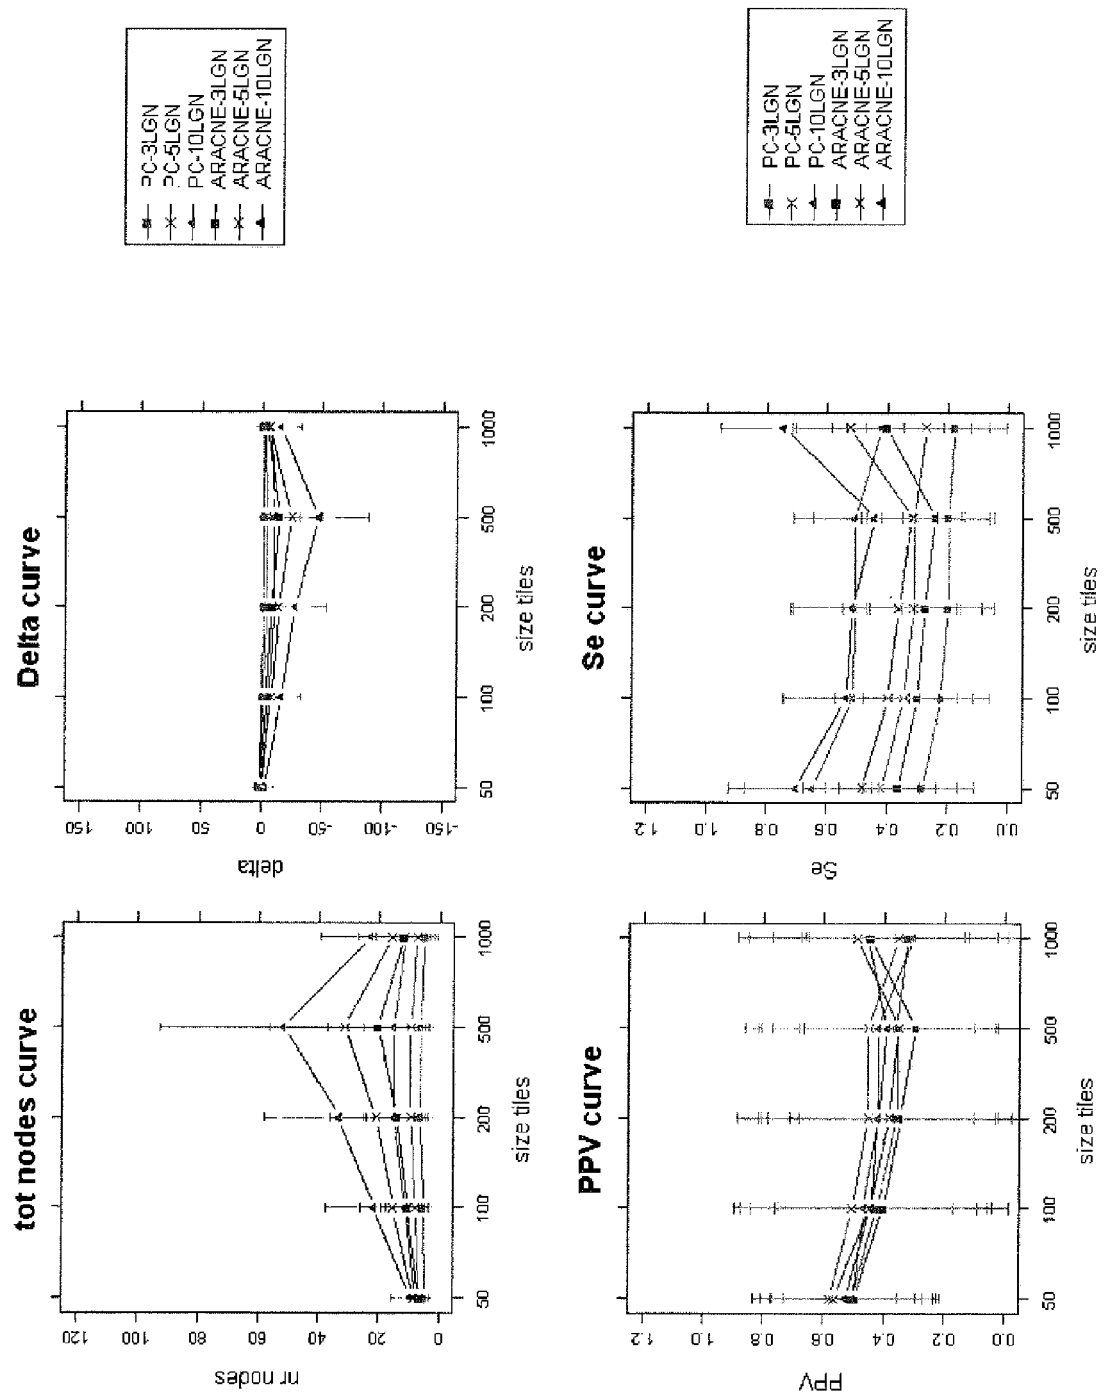 tot nodes curve
nr nodes
120
100
80
60
40
20
0
50
100
200
500
1000
size tiles
Delta curve
delta
150
100
50
0
-50
-100
-150
50
100
200
500
1000
size tiles
PC-3LGN
PC-5LGN
PC-10LGN
ARACNE-3LGN
ARACNE-5LGN
ARACNE-10LGN
PPV curve
PPV
1.2
1.0
0.8
0.6
0.4
0.2
0.0
50
100
200
500
1000
size tiles
Se curve
Se
1.2
1.0
0.8
0.6
0.4
0.2
0.0
50
100
200
500
1000
size tiles
PC-3LGN
PC-5LGN
PC-10LGN
ARACNE-3LGN
ARACNE-5LGN
ARACNE-10LGN